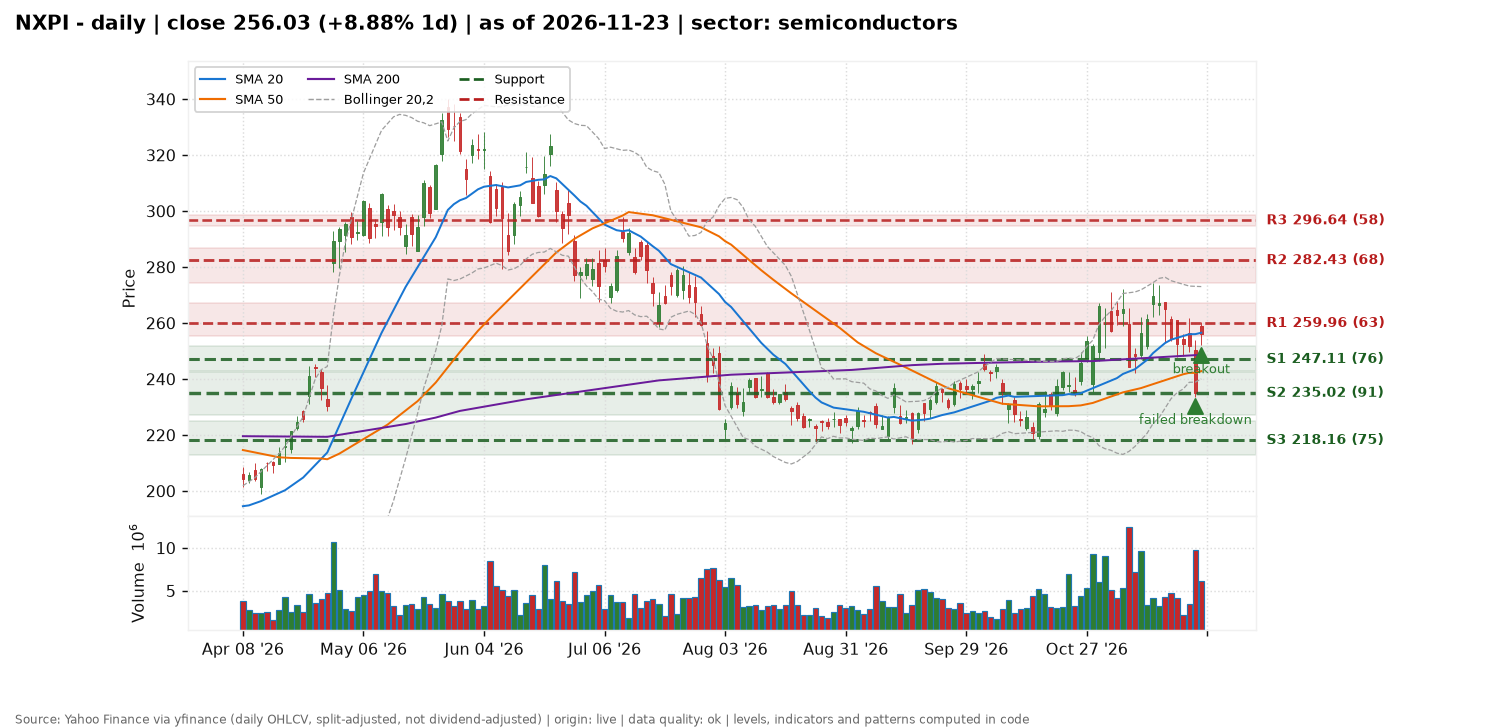 NXPI - daily | close 256.03 (+8.88% 1d) | as of 2026-11-23 | sector: semiconductors
SMA 20
SMA 50
SMA 200
Bollinger 20,2
Support
Resistance
Price
340
320
300
280
260
240
220
200
R3 296.64 (58)
R2 282.43 (68)
R1 259.96 (63)
S1 247.11 (76)
S2 235.02 (91)
S3 218.16 (75)
breakout
failed breakdown
Volume 10⁶
10
5
Apr 08 '26
May 06 '26
Jun 04 '26
Jul 06 '26
Aug 03 '26
Aug 31 '26
Sep 29 '26
Oct 27 '26
Source: Yahoo Finance via yfinance (daily OHLCV, split-adjusted, not dividend-adjusted) | origin: live | data quality: ok | levels, indicators and patterns computed in code